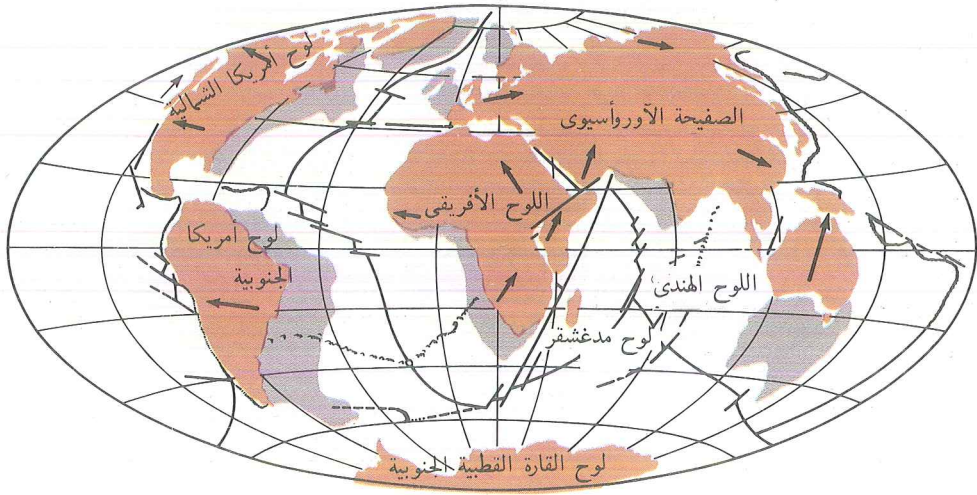 لوح أمريكا الشمالية
الصفيحة الآوروأسيوى
اللوح الأفريقى
لوح أمريكا
الجنوبية
اللوح الهندى
لوح مدغشقر
لوح القارة القطبية الجنوبية